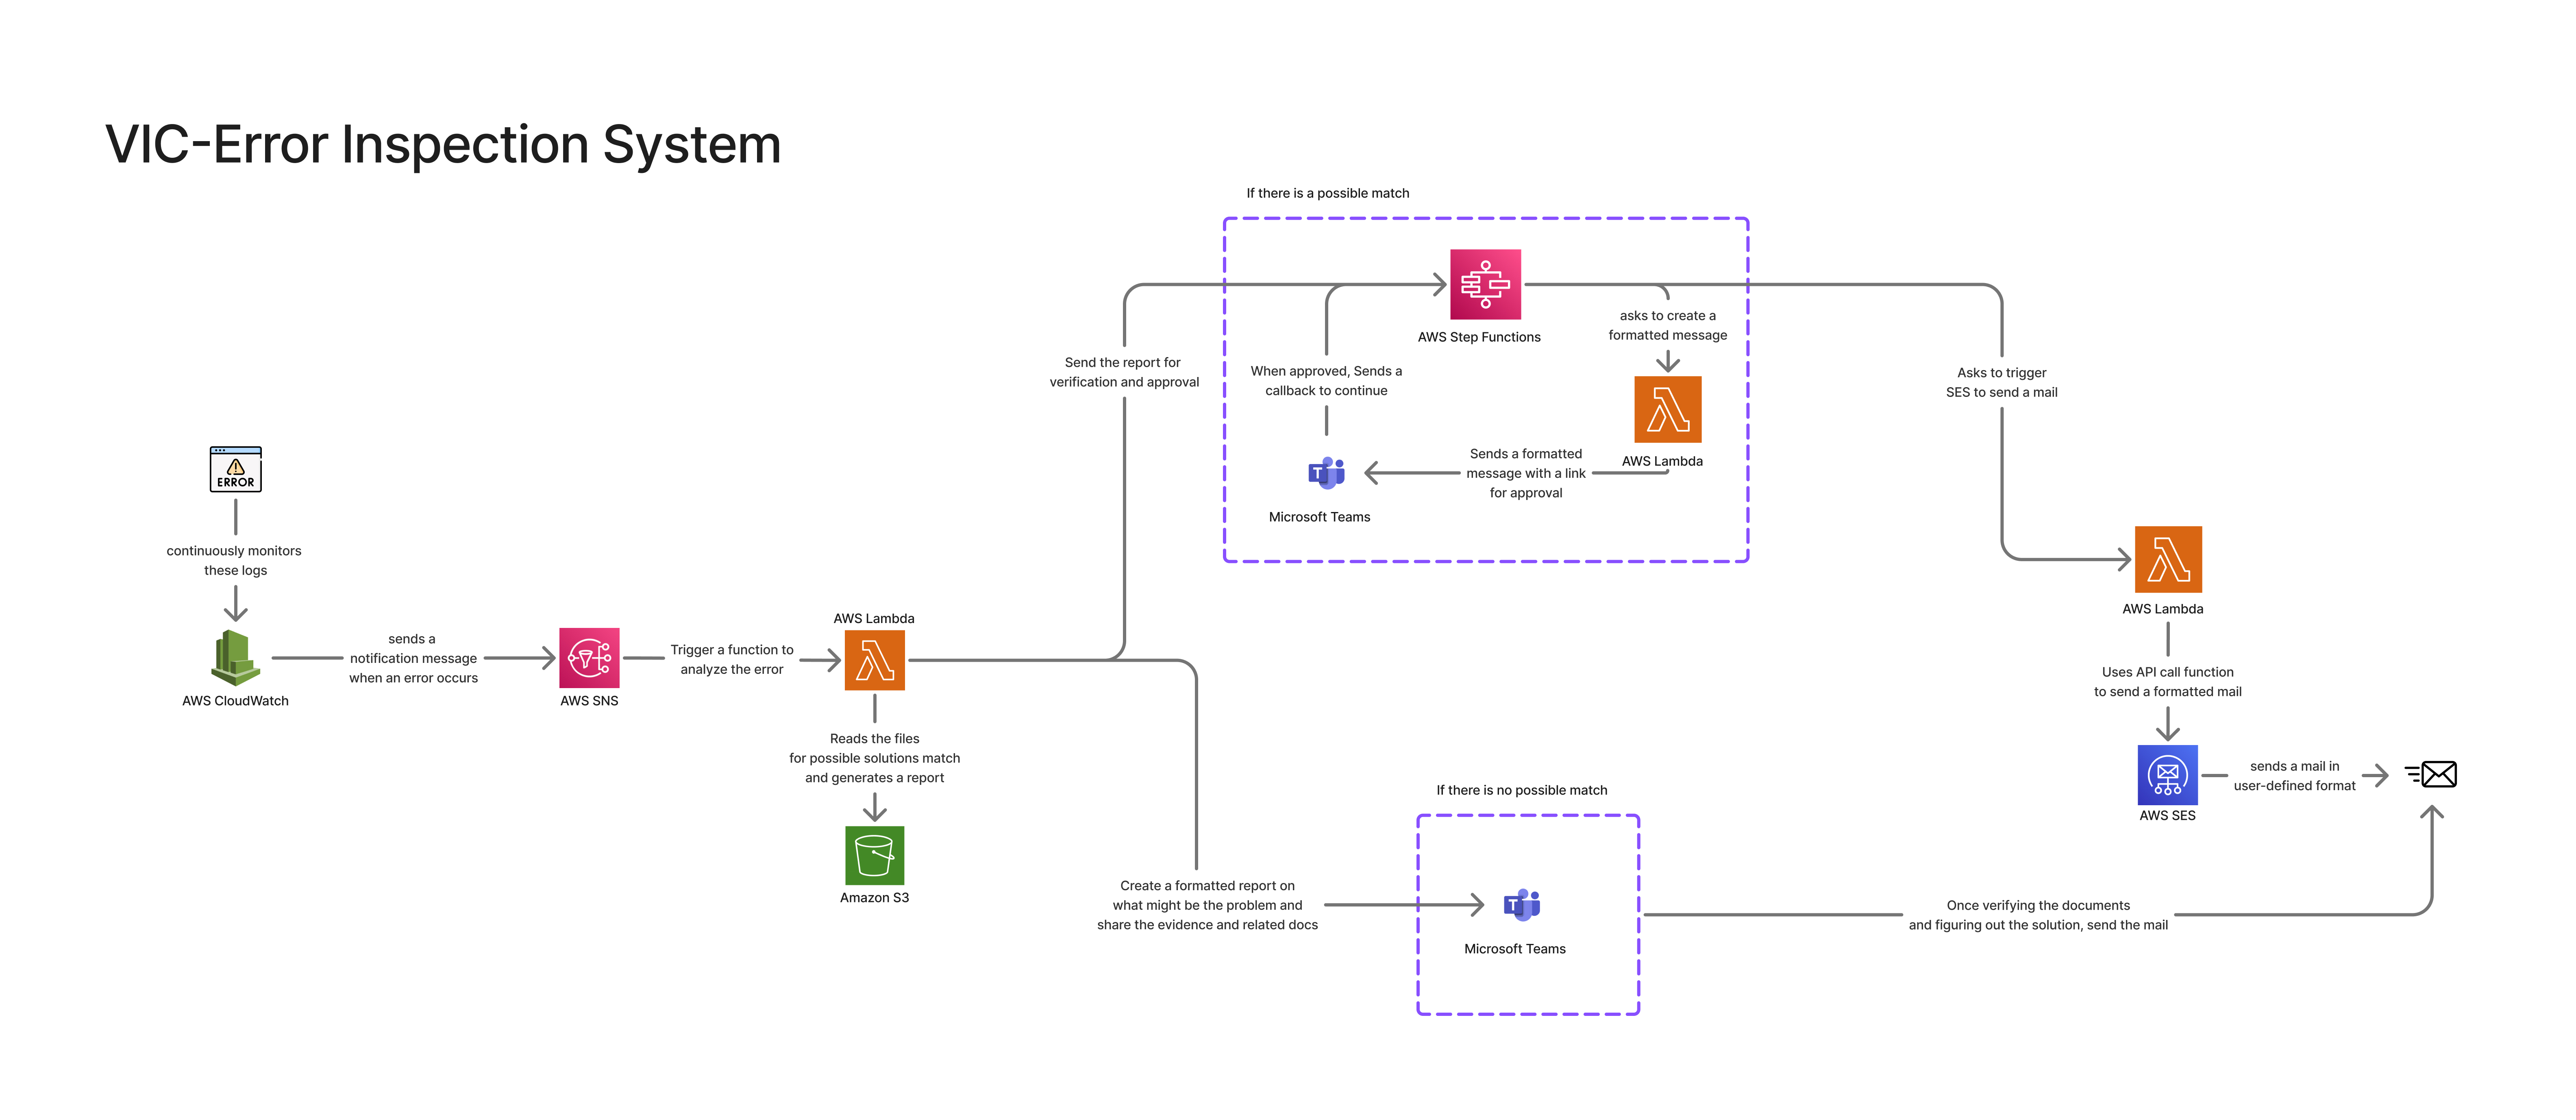 VIC-Error Inspection System
If there is a possible match
AWS Step Functions
asks to create a
formatted message
Send the report for
verification and approval
When approved, Sends a
callback to continue
Asks to trigger
SES to send a mail
AWS Lambda
Sends a formatted
message with a link
for approval
T
Microsoft Teams
ERROR
continuously monitors
these logs
AWS CloudWatch
sends a
notification message
when an error occurs
AWS SNS
Trigger a function to
analyze the error
AWS Lambda
Reads the files
for possible solutions match
and generates a report
Amazon S3
AWS Lambda
Uses API call function
to send a formatted mail
AWS SES
sends a mail in
user-defined format
If there is no possible match
Create a formatted report on
what might be the problem and
share the evidence and related docs
T
Microsoft Teams
Once verifying the documents
and figuring out the solution, send the mail